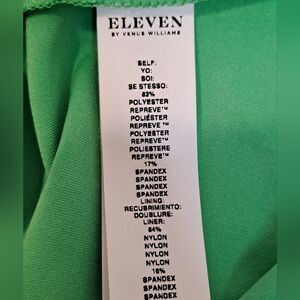 ELEVEN
BY VENUS WILLIAMS
SELF:
YO:
SOI:
SE STESSO:
83%
POLYESTER
REPREVE™
POLIÉSTER
REPREVE™
POLYESTER
REPREVE™
POLIESTERE
REPREVE™
17%
SPANDEX
SPANDEX
SPANDEX
SPANDEX
LINING:
RECUBRIMIENTO:
DOUBLURE:
LINER:
84%
NYLON
NYLON
NYLON
NYLON
16%
SPANDEX
SPANDEX
SPANDEX